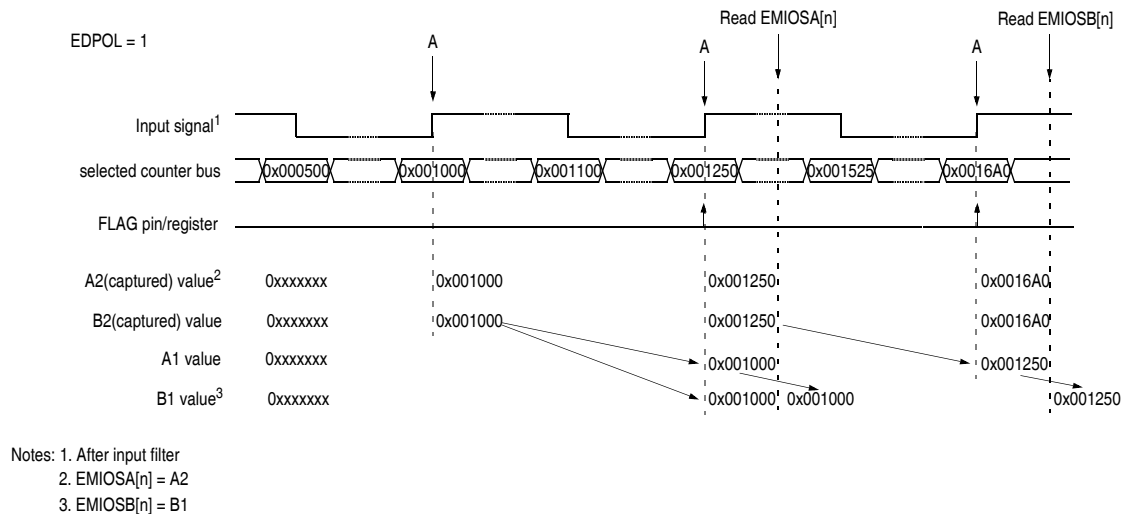 Read EMIOSA[n] Read EMIOSB[n]
EDPOL = 1
A A A
Input signal1
selected counter bus 0x000500 0x001000 0x001100 0x001250 0x001525 0x0016A0
FLAG pin/register
A2(captured) value2 0xxxxxxx 0x001000 0x001250 0x0016A0
B2(captured) value 0xxxxxxx 0x001000 0x001250 0x0016A0
A1 value 0xxxxxxx 0x001000 0x001250
B1 value3 0xxxxxxx 0x001000 0x001000 0x001250
Notes: 1. After input filter
2. EMIOSA[n] = A2
3. EMIOSB[n] = B1